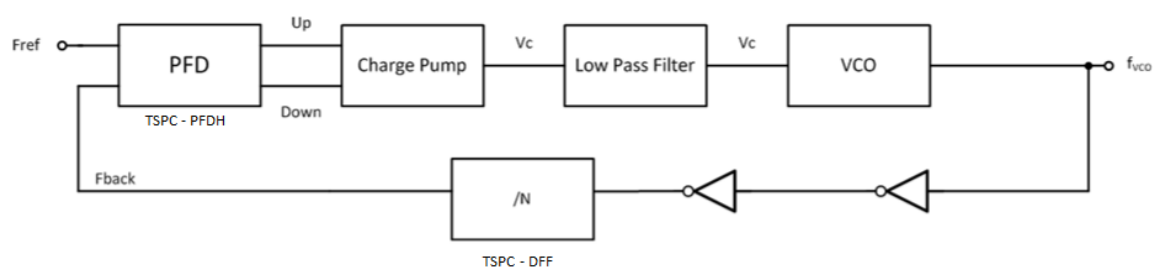 Up
Fref
PFD
Charge Pump
Vc
Low Pass Filter
Vc
VCO
fvco
Down
TSPC - PFDH
Fback
/N
TSPC - DFF